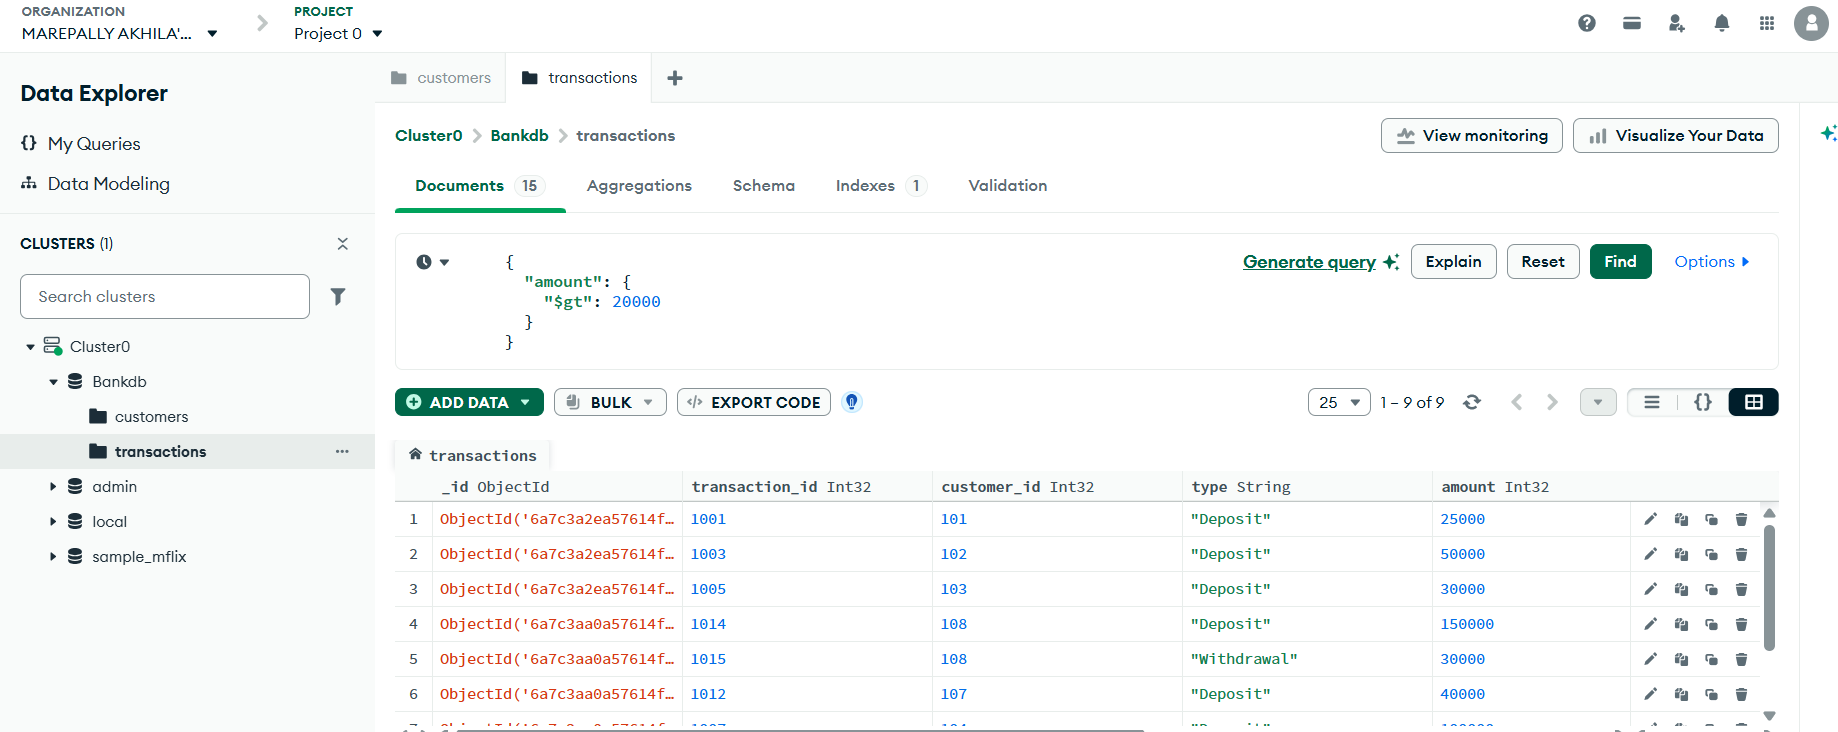 ORGANIZATION
MAREPALLY AKHILA'...
PROJECT
Project 0
Data Explorer
My Queries
Data Modeling
CLUSTERS (1)
Search clusters
Cluster0
Bankdb
customers
transactions
admin
local
sample_mflix
customers
transactions
Cluster0 > Bankdb > transactions
View monitoring
Visualize Your Data
Documents 15 Aggregations Schema Indexes 1 Validation
{
"amount": {
"$gt": 20000
}
}
Generate query
Explain
Reset
Find
Options
ADD DATA
BULK
EXPORT CODE
25
1 – 9 of 9
transactions
_id ObjectId transaction_id Int32 customer_id Int32 type String amount Int32
1 ObjectId('6a7c3a2ea57614f… 1001 101 "Deposit" 25000
2 ObjectId('6a7c3a2ea57614f… 1003 102 "Deposit" 50000
3 ObjectId('6a7c3a2ea57614f… 1005 103 "Deposit" 30000
4 ObjectId('6a7c3aa0a57614f… 1014 108 "Deposit" 150000
5 ObjectId('6a7c3aa0a57614f… 1015 108 "Withdrawal" 30000
6 ObjectId('6a7c3aa0a57614f… 1012 107 "Deposit" 40000